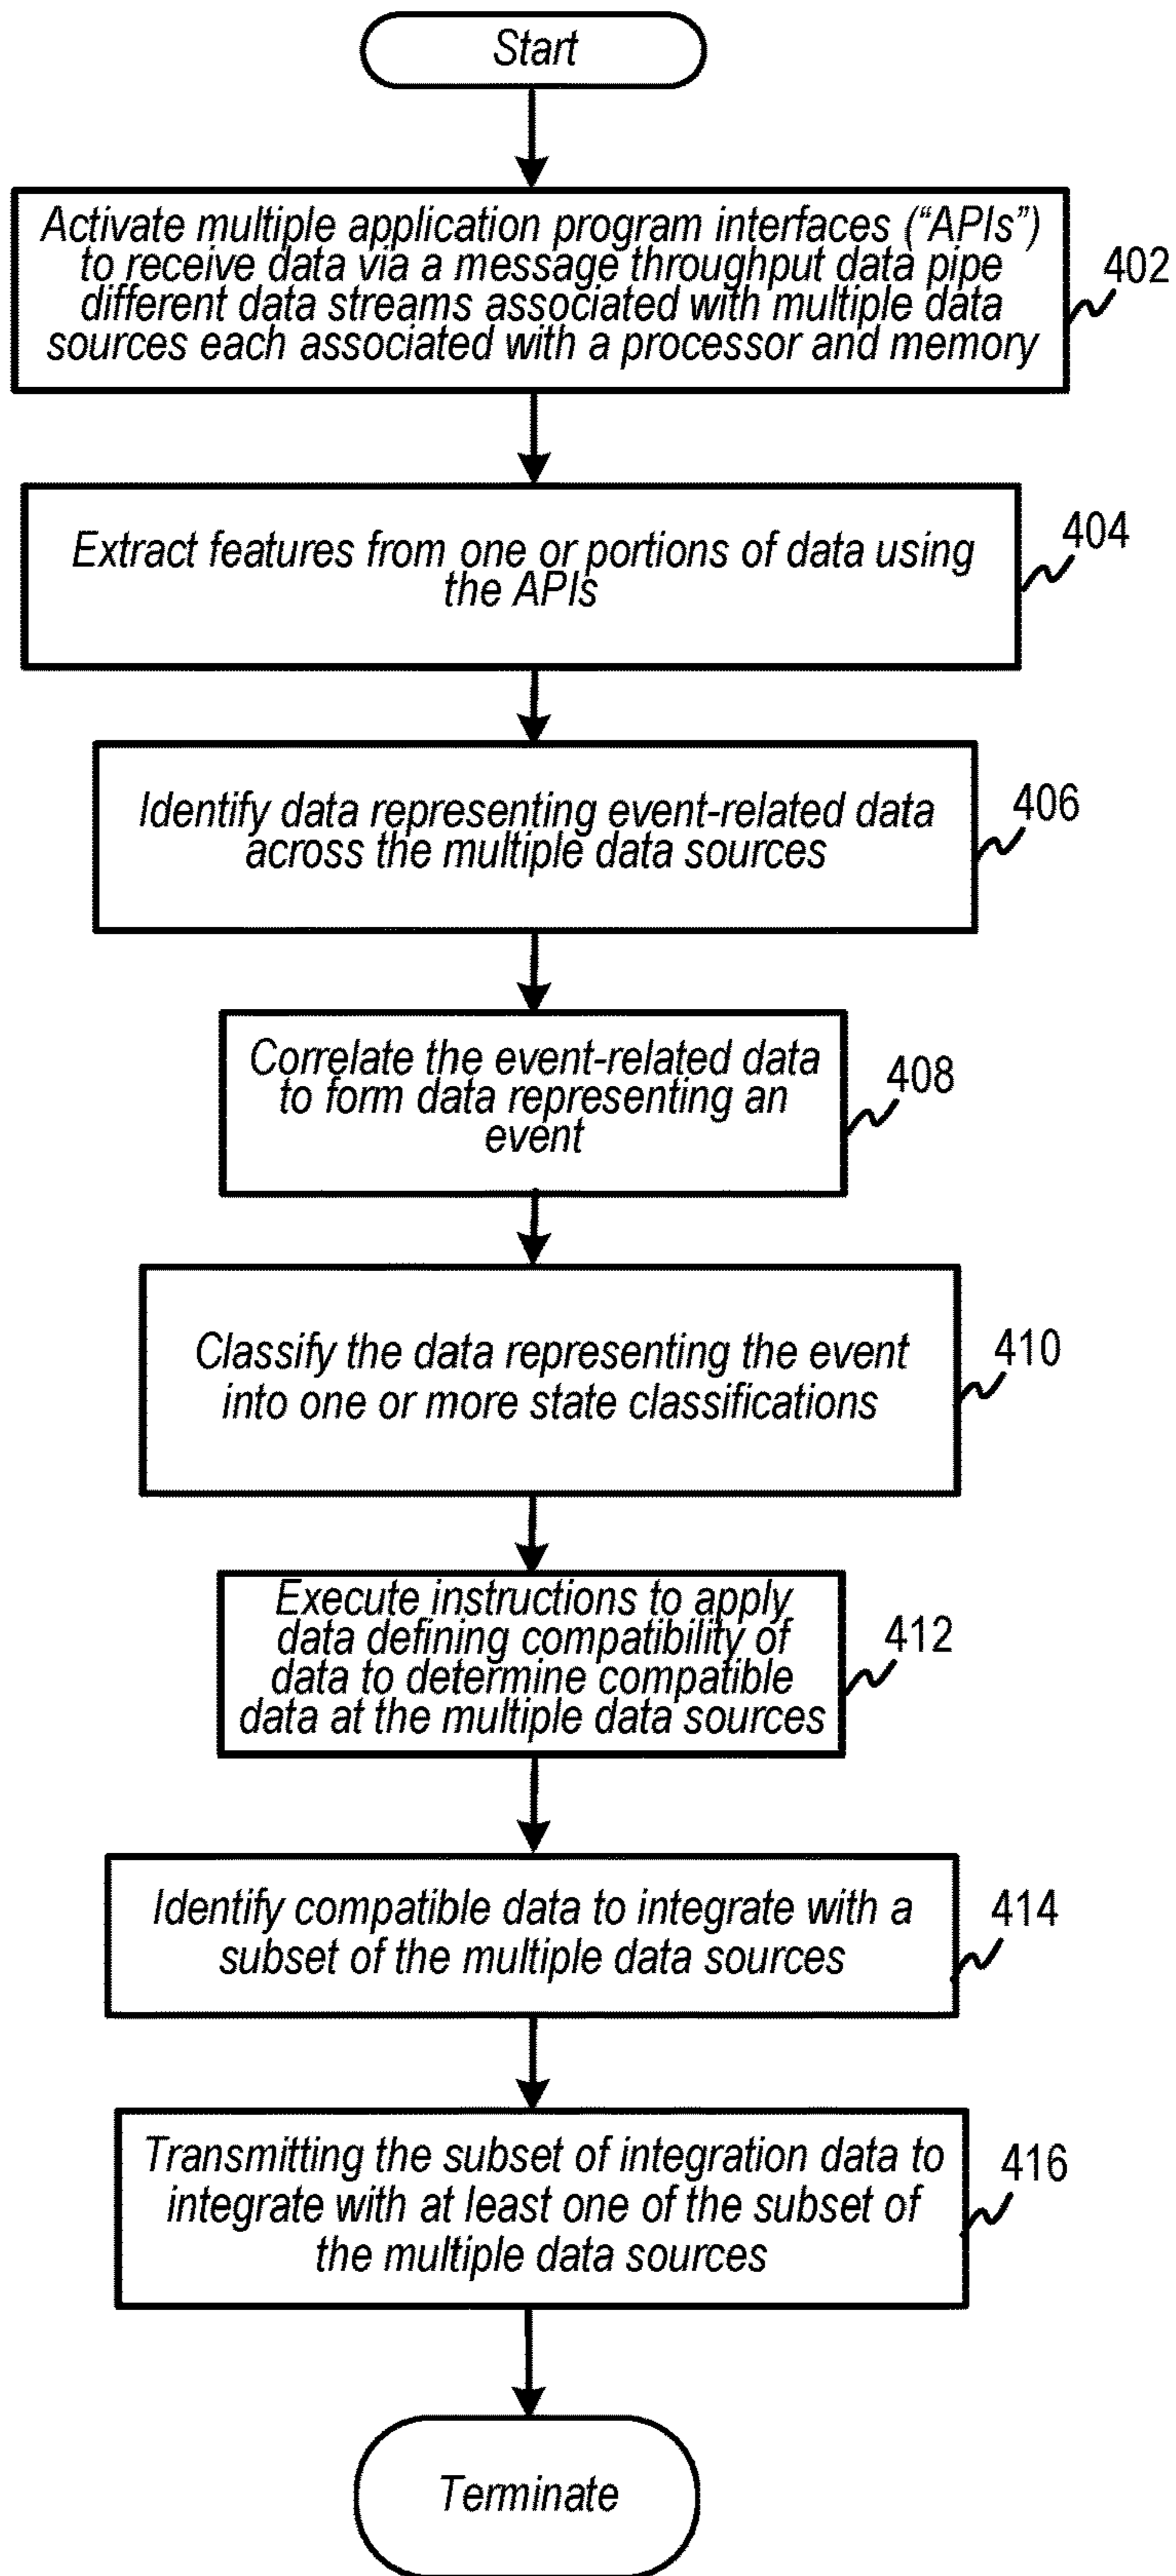 Start
Activate multiple application program interfaces (“APIs”)
to receive data via a message throughput data pipe
different data streams associated with multiple data
sources each associated with a processor and memory
402
Extract features from one or portions of data using
the APIs
404
Identify data representing event-related data
across the multiple data sources
406
Correlate the event-related data
to form data representing an
event
408
Classify the data representing the event
into one or more state classifications
410
Execute instructions to apply
data defining compatibility of
data to determine compatible
data at the multiple data sources
412
Identify compatible data to integrate with a
subset of the multiple data sources
414
Transmitting the subset of integration data to
integrate with at least one of the subset of
the multiple data sources
416
Terminate